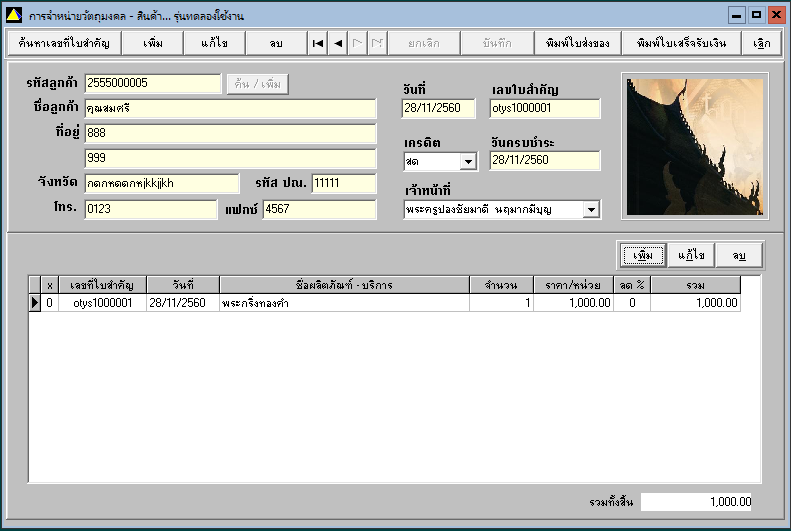 การจำหน่ายวัตถุมงคล - สินค้า... รุ่นทดลองใช้งาน
ค้นหาเลขที่ใบสำคัญ เพิ่ม แก้ไข ลบ ยกเลิก บันทึก พิมพ์ใบส่งของ พิมพ์ใบเสร็จรับเงิน เลิก
รหัสลูกค้า 2555000005 ค้น / เพิ่ม
ชื่อลูกค้า คุณสมศรี
ที่อยู่ 888
999
จังหวัด กดกหดดกหjkkjjkh รหัส ปณ. 11111
โทร. 0123 แฟกซ์ 4567
วันที่ เลขใบสำคัญ
28/11/2560 otys1000001
เครดิต วันครบชำระ
สด 28/11/2560
เจ้าหน้าที่
พระครูปลงชัยมาดี นฤมากมีบุญ
เพิ่ม แก้ไข ลบ
x เลขที่ใบสำคัญ วันที่ ชื่อผลิตภัณฑ์ - บริการ จำนวน ราคา/หน่วย ลด % รวม
0 otys1000001 28/11/2560 พระกริ่งทองคำ 1 1,000.00 0 1,000.00
รวมทั้งสิ้น 1,000.00